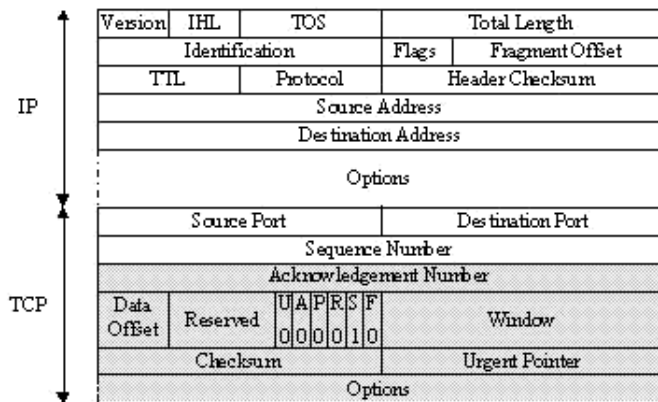 Version IHL TOS Total Length
Identification Flags Fragment Offset
TTL Protocol Header Checksum
IP
Source Address
Destination Address
Options
Source Port Destination Port
Sequence Number
Acknowledgement Number
TCP
Data Offset Reserved U A P R S F Window
0 0 0 0 1 0
Checksum Urgent Pointer
Options